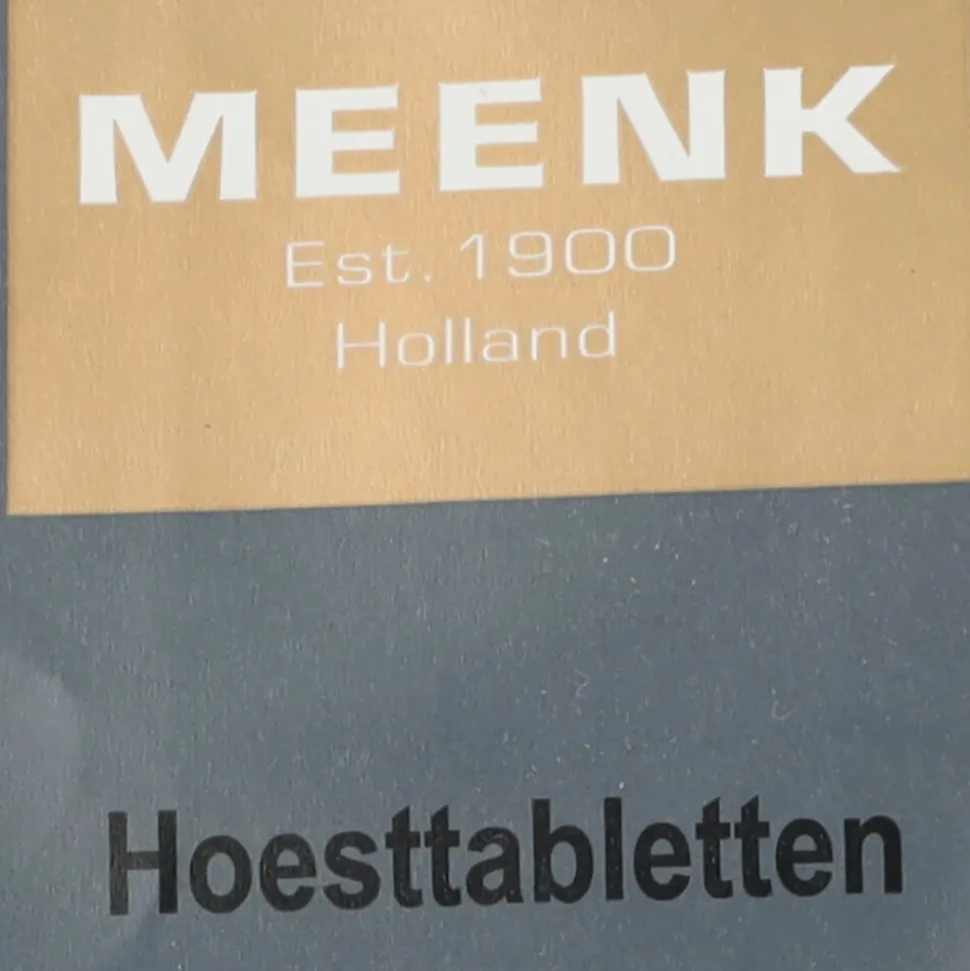 MEENK
Est. 1900
Holland
Hoesttabletten